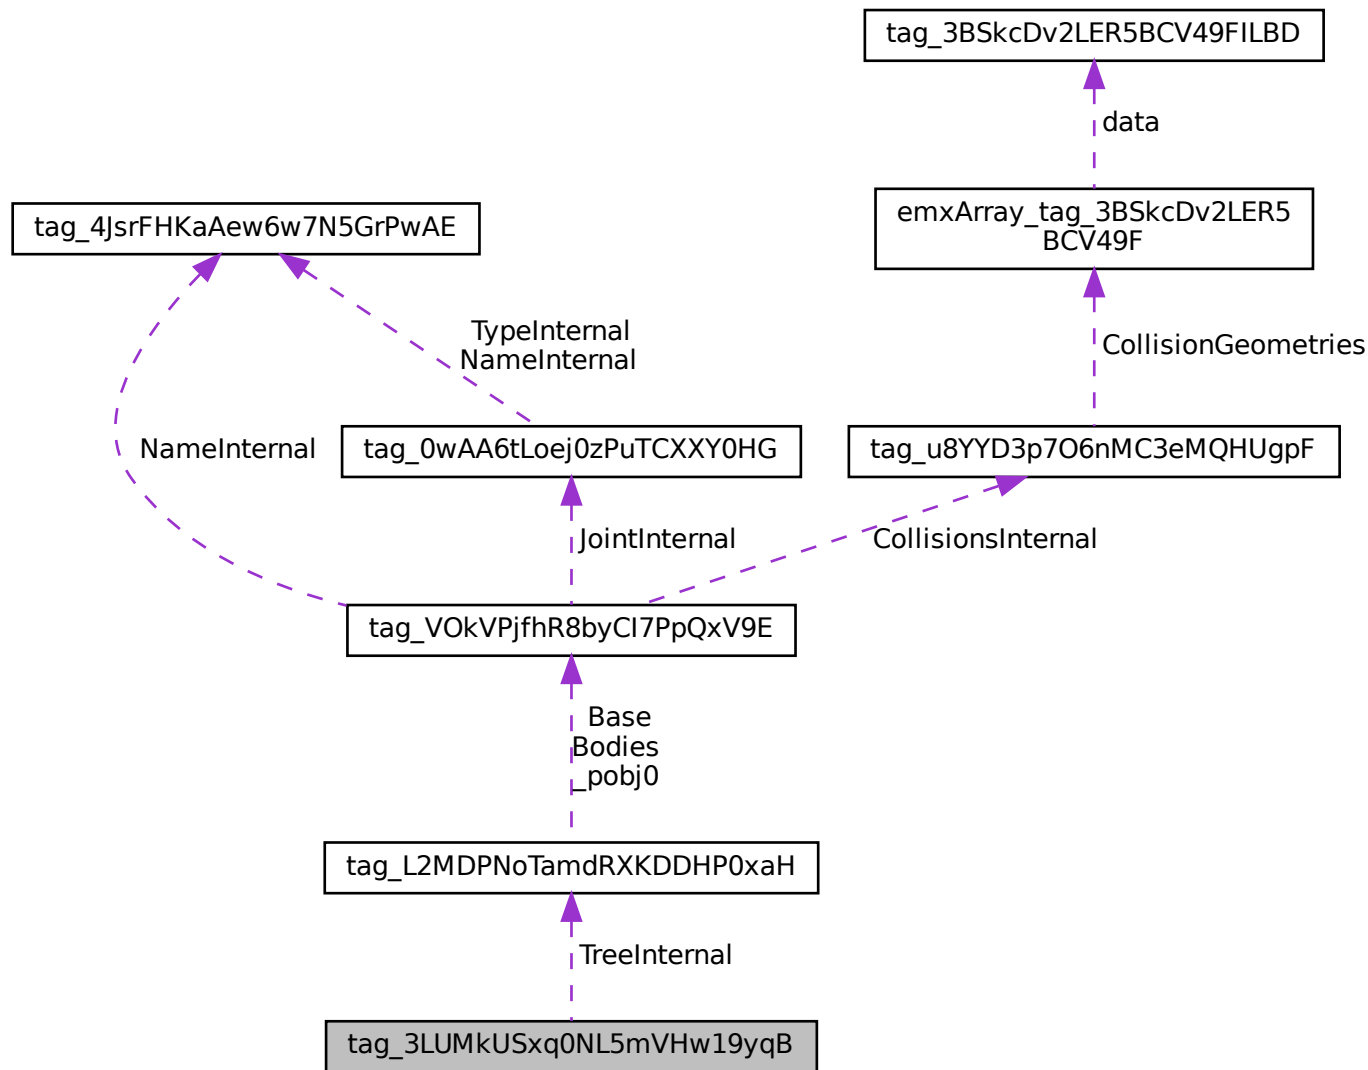 tag_3BSkcDv2LER5BCV49FILBD
data
emxArray_tag_3BSkcDv2LER5
BCV49F
tag_4JsrFHKaAew6w7N5GrPwAE
TypeInternal
NameInternal
CollisionGeometries
NameInternal
tag_0wAA6tLoej0zPuTCXXY0HG
tag_u8YYD3p7O6nMC3eMQHUgpF
JointInternal
CollisionsInternal
tag_VOkVPjfhR8byCI7PpQxV9E
Base
Bodies
_pobj0
tag_L2MDPNoTamdRXKDDHP0xaH
TreeInternal
tag_3LUMkUSxq0NL5mVHw19yqB